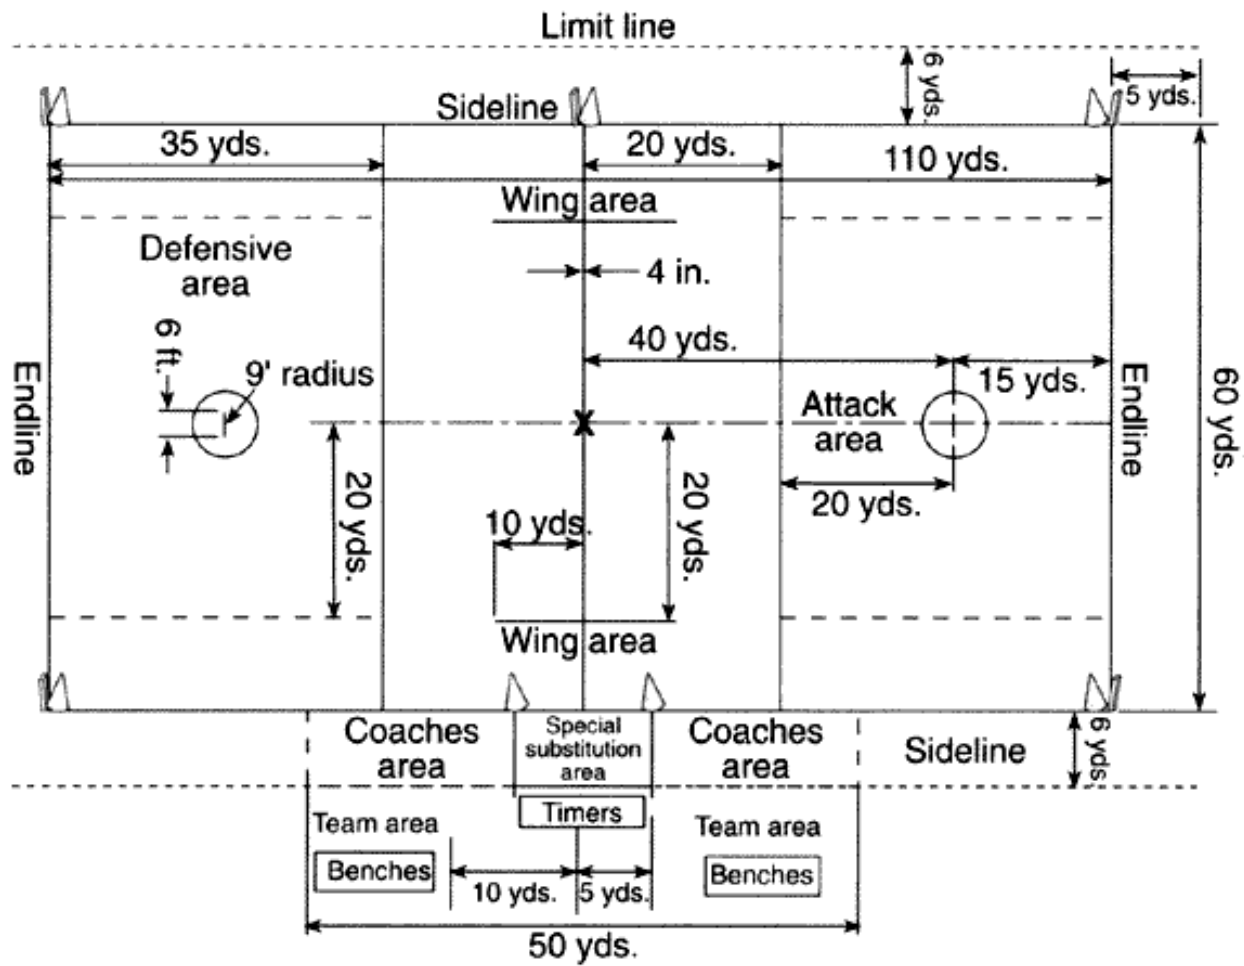 Limit line
6 yds.
5 yds.
Sideline
35 yds.
20 yds.
110 yds.
Wing area
Defensive
area
4 in.
40 yds.
6 ft.
9' radius
15 yds.
Endline
Endline
60 yds.
Attack
area
X
20 yds.
20 yds.
20 yds.
10 yds.
Wing area
Coaches
area
Special
substitution
area
Coaches
area
Sideline
6 yds.
Timers
Team area
Team area
Benches
Benches
10 yds.
5 yds.
50 yds.